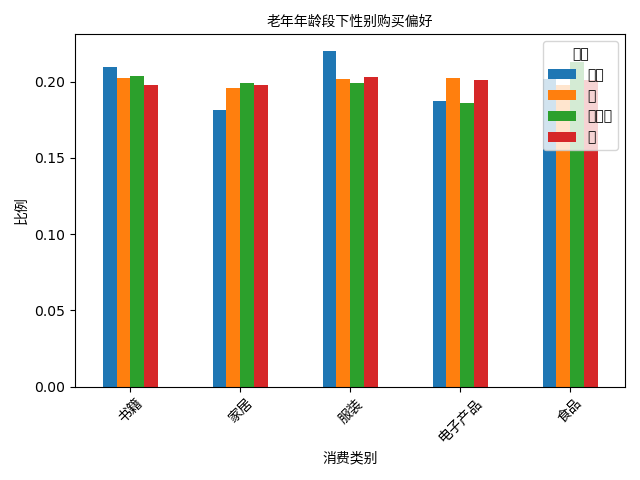 老年年龄段下性别购买偏好
0.20
0.15
0.10
0.05
0.00
比例
书籍
家居
服装
电子产品
食品
消费类别